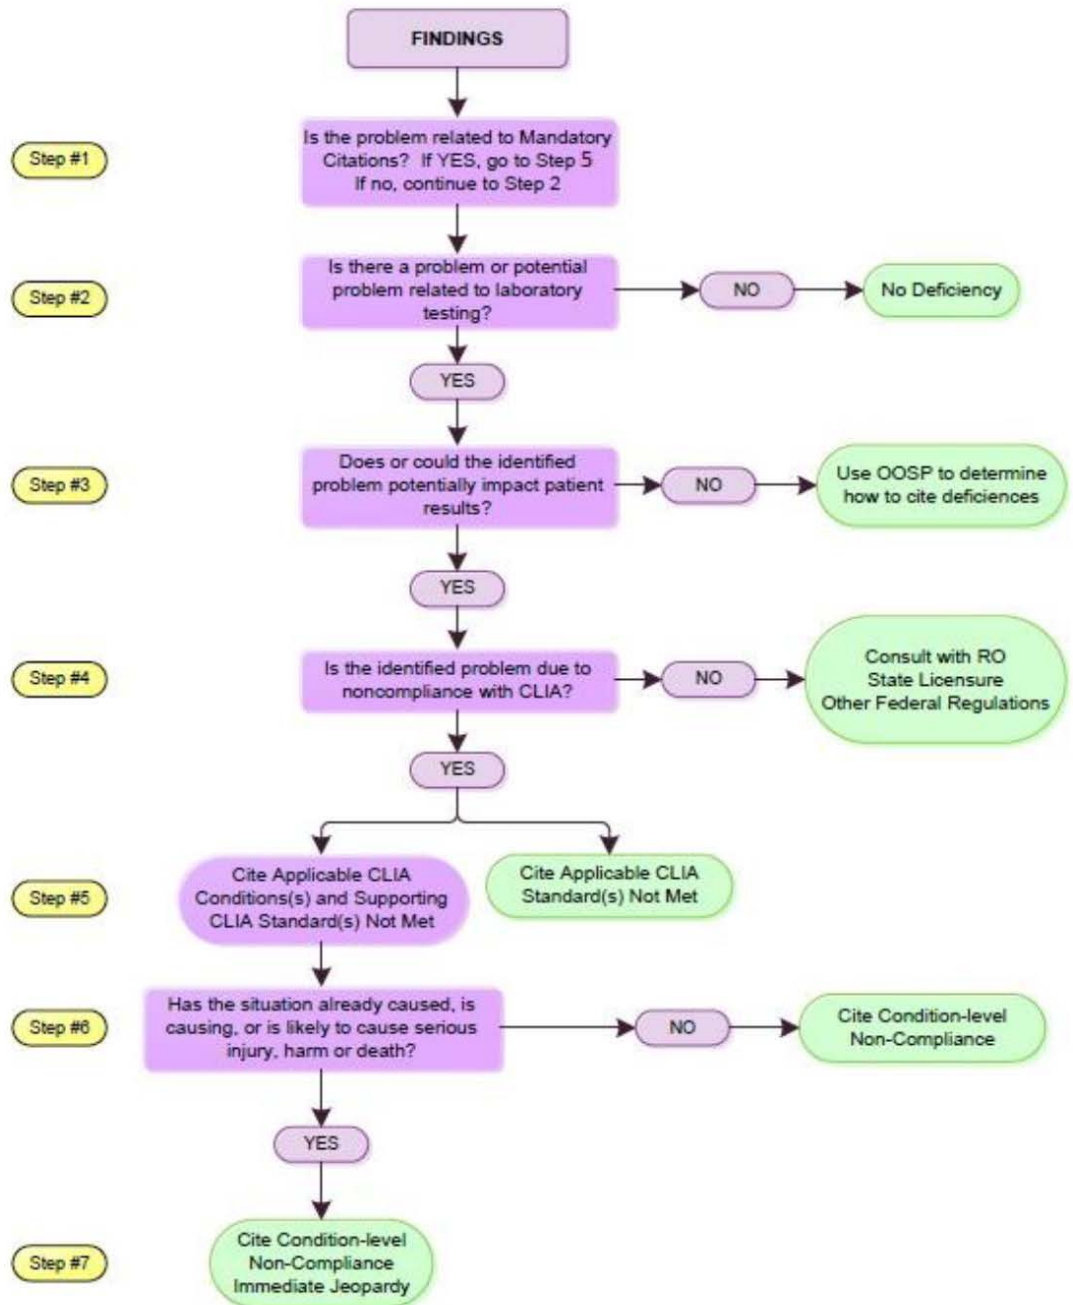 FINDINGS
Step #1
Is the problem related to Mandatory
Citations? If YES, go to Step 5
If no, continue to Step 2
Step #2
Is there a problem or potential
problem related to laboratory
testing?
NO
No Deficiency
YES
Step #3
Does or could the identified
problem potentially impact patient
results?
NO
Use OOSP to determine
how to cite deficiences
YES
Step #4
Is the identified problem due to
noncompliance with CLIA?
NO
Consult with RO
State Licensure
Other Federal Regulations
YES
Step #5
Cite Applicable CLIA
Conditions(s) and Supporting
CLIA Standard(s) Not Met
Cite Applicable CLIA
Standard(s) Not Met
Step #6
Has the situation already caused, is
causing, or is likely to cause serious
injury, harm or death?
NO
Cite Condition-level
Non-Compliance
YES
Step #7
Cite Condition-level
Non-Compliance
Immediate Jeopardy